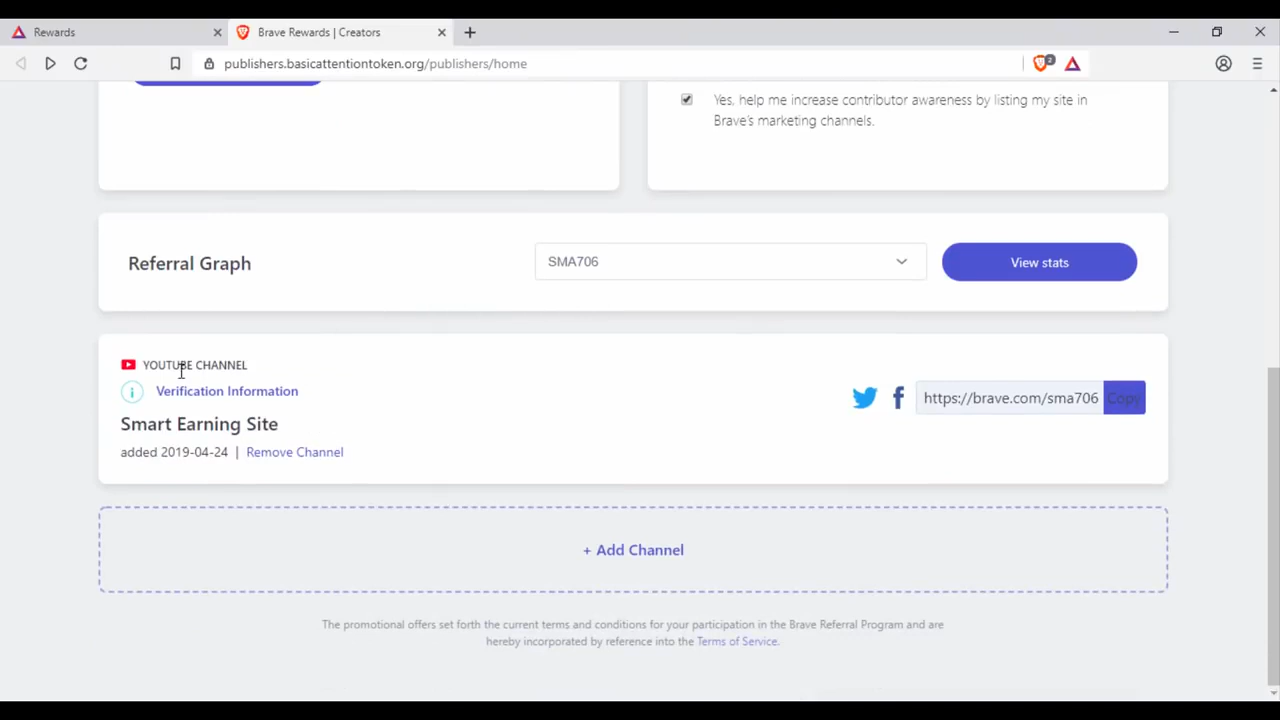 Rewards
Brave Rewards | Creators
publishers.basicattentiontoken.org/publishers/home
2
Yes, help me increase contributor awareness by listing my site in
Brave's marketing channels.
Referral Graph
SMA706
View stats
YOUTUBE CHANNEL
Verification Information
Smart Earning Site
added 2019-04-24 | Remove Channel
https://brave.com/sma706 Copy
+ Add Channel
The promotional offers set forth the current terms and conditions for your participation in the Brave Referral Program and are
hereby incorporated by reference into the Terms of Service.